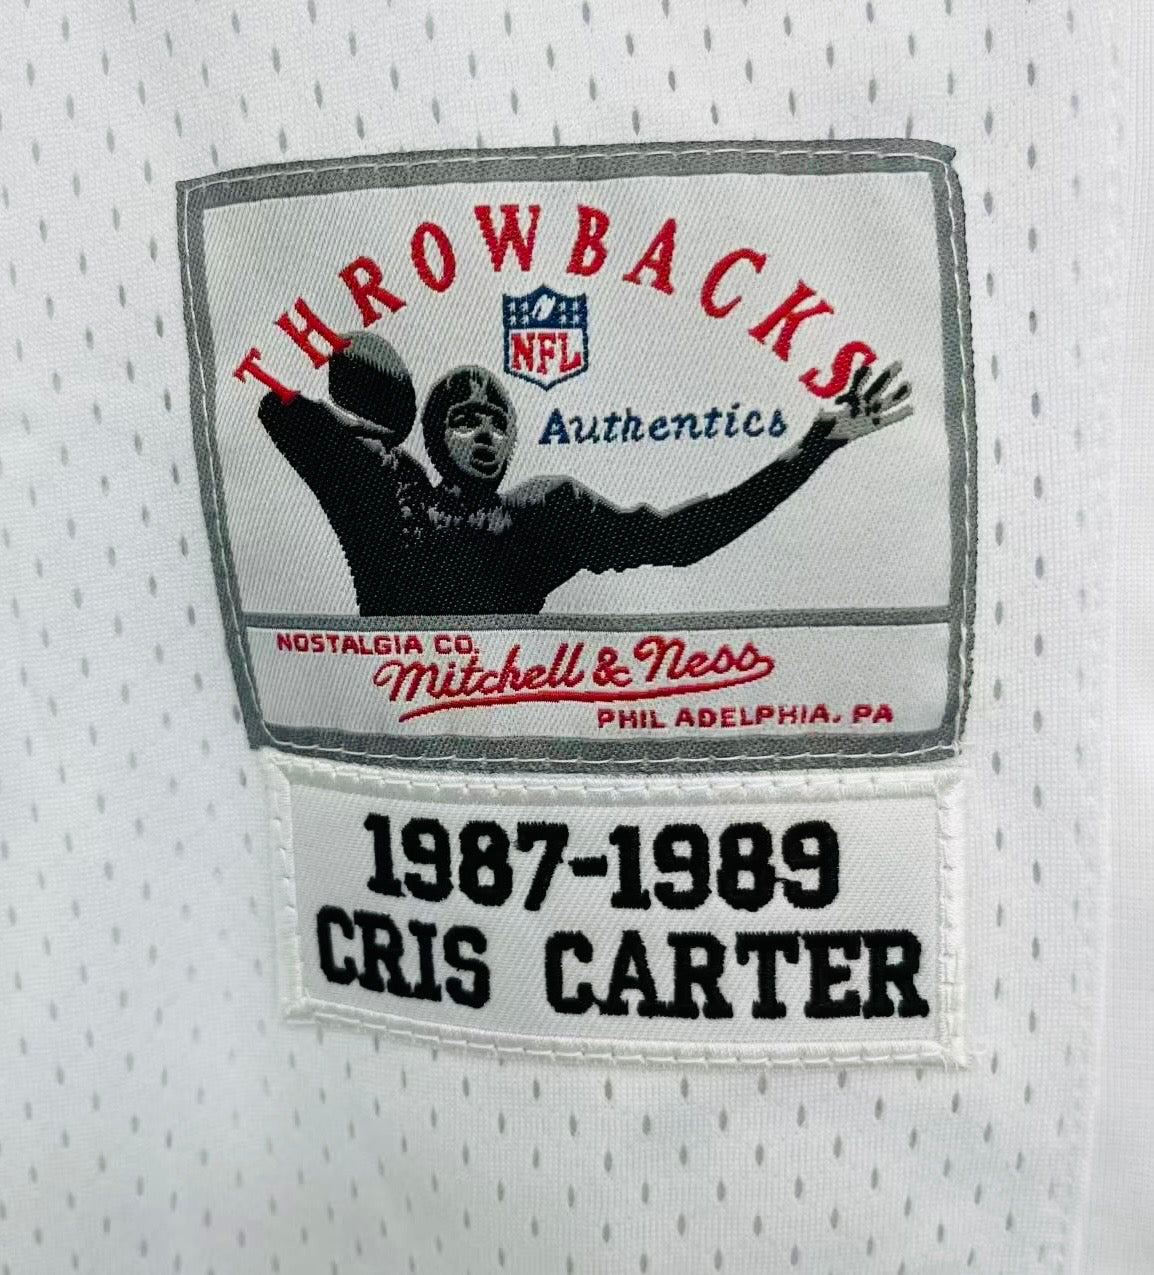 THROWBACKS
NFL
Authentics
NOSTALGIA CO.
Mitchell & Ness
PHILADELPHIA, PA
1987-1989
CRIS CARTER